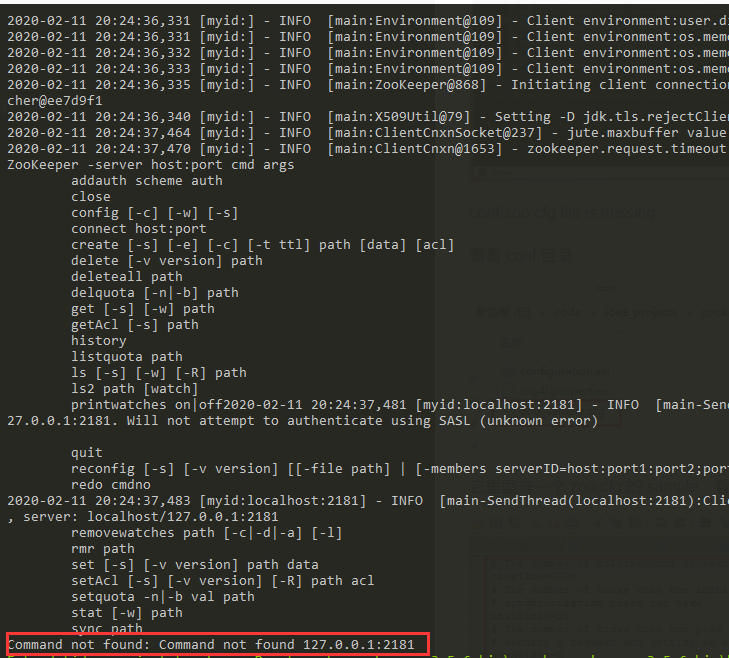 2020-02-11 20:24:36,331 [myid:] - INFO  [main:Environment@109] - Client environment:user.di
2020-02-11 20:24:36,331 [myid:] - INFO  [main:Environment@109] - Client environment:os.memo
2020-02-11 20:24:36,332 [myid:] - INFO  [main:Environment@109] - Client environment:os.memo
2020-02-11 20:24:36,333 [myid:] - INFO  [main:Environment@109] - Client environment:os.memo
2020-02-11 20:24:36,335 [myid:] - INFO  [main:ZooKeeper@868] - Initiating client connection
cher@ee7d9f1
2020-02-11 20:24:36,340 [main:X509Util@79] - Setting -D jdk.tls.rejectClien
2020-02-11 20:24:37,464 [myid:] - INFO  [main:ClientCnxnSocket@237] - jute.maxbuffer value
2020-02-11 20:24:37,470 [myid:] - INFO  [main:ClientCnxn@1653] - zookeeper.request.timeout
ZooKeeper -server host:port cmd args
        addauth scheme auth
        close
        config [-c] [-w] [-s]
        connect host:port
        create [-s] [-e] [-c] [-t ttl] path [data] [acl]
        delete [-v version] path
        deleteall path
        delquota [-n|-b] path
        get [-s] [-w] path
        getAcl [-s] path
        history
        listquota path
        ls [-s] [-w] [-R] path
        ls2 path [watch]
        printwatches on|off2020-02-11 20:24:37,481 [myid:localhost:2181] - INFO  [main-Send
27.0.0.1:2181. Will not attempt to authenticate using SASL (unknown error)
        quit
        reconfig [-s] [-v version] [[-file path] | [-members serverID=host:port1:port2;port
        redo cmdno
2020-02-11 20:24:37,483 [myid:localhost:2181] - INFO  [main-SendThread(localhost:2181):Clie
, server: localhost/127.0.0.1:2181
        removewatches path [-c|-d|-a] [-l]
        rmr path
        set [-s] [-v version] path data
        setAcl [-s] [-v version] [-R] path acl
        setquota -n|-b val path
        stat [-w] path
        sync path
Command not found: Command not found 127.0.0.1:2181